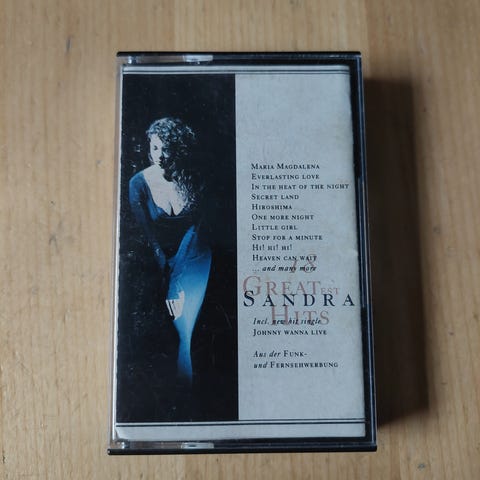 MARIA MAGDALENA
EVERLASTING LOVE
IN THE HEAT OF THE NIGHT
SECRET LAND
HIROSHIMA
ONE MORE NIGHT
LITTLE GIRL
STOP FOR A MINUTE
HI! HI! HI!
HEAVEN CAN WAIT
... and many more
18
GREATEST
SANDRA
HITS
Incl. new hit single
JOHNNY WANNA LIVE
Aus der FUNK-
und FERNSEHWERBUNG